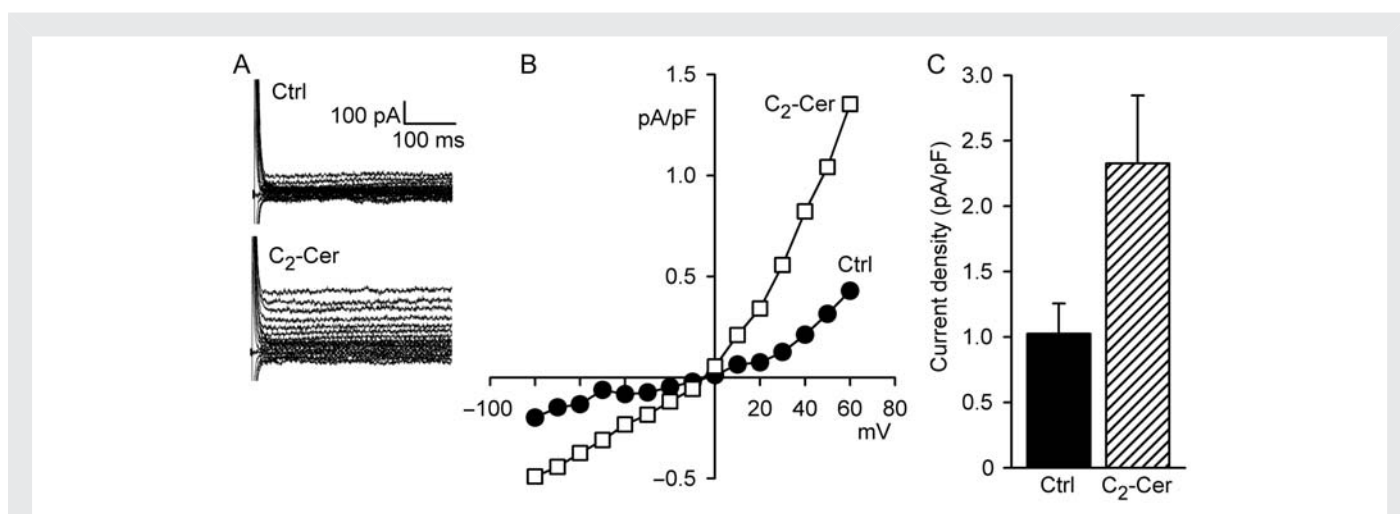 A
Ctrl
100 pA
100 ms
C₂-Cer
B
1.5
pA/pF
C₂-Cer
1.0
0.5
Ctrl
–100
20
40
60
80
mV
–0.5
C
Current density (pA/pF)
3.0
2.5
2.0
1.5
1.0
0.5
0
Ctrl
C₂-Cer